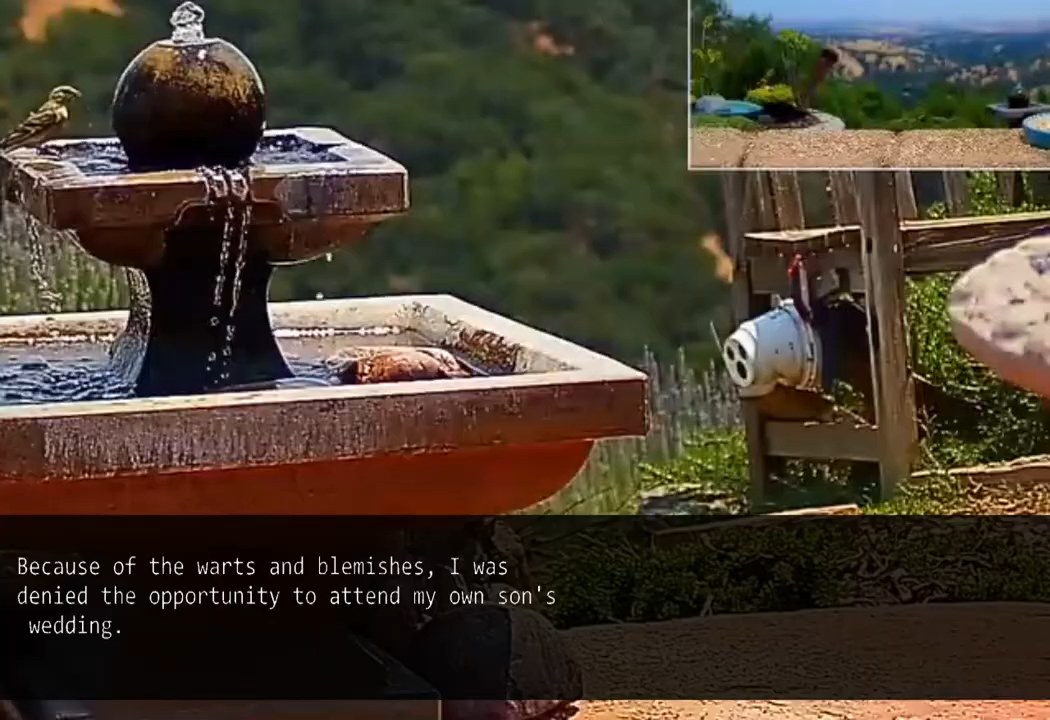 Because of the warts and blemishes, I was
denied the opportunity to attend my own son's
wedding.